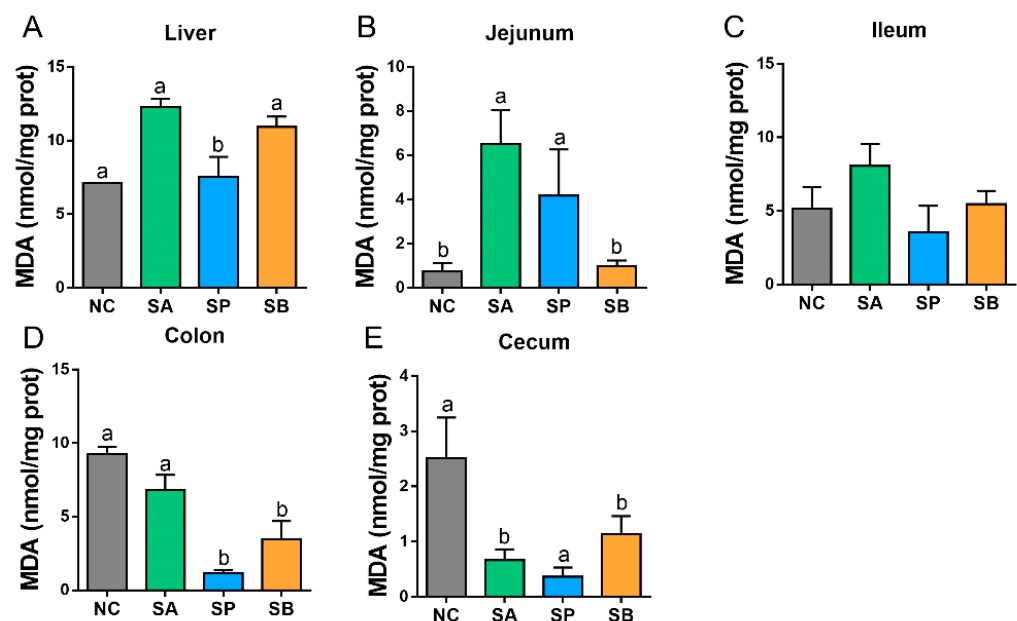 A
Liver
MDA (nmol/mg prot)
15
10
5
0
a
a
b
a
NC SA SP SB
B
Jejunum
MDA (nmol/mg prot)
10
8
6
4
2
0
b
a
a
b
NC SA SP SB
C
Ileum
MDA (nmol/mg prot)
15
10
5
0
NC SA SP SB
D
Colon
MDA (nmol/mg prot)
15
10
5
0
a
a
b
b
NC SA SP SB
E
Cecum
MDA (nmol/mg prot)
4
3
2
1
0
a
b
a
b
NC SA SP SB